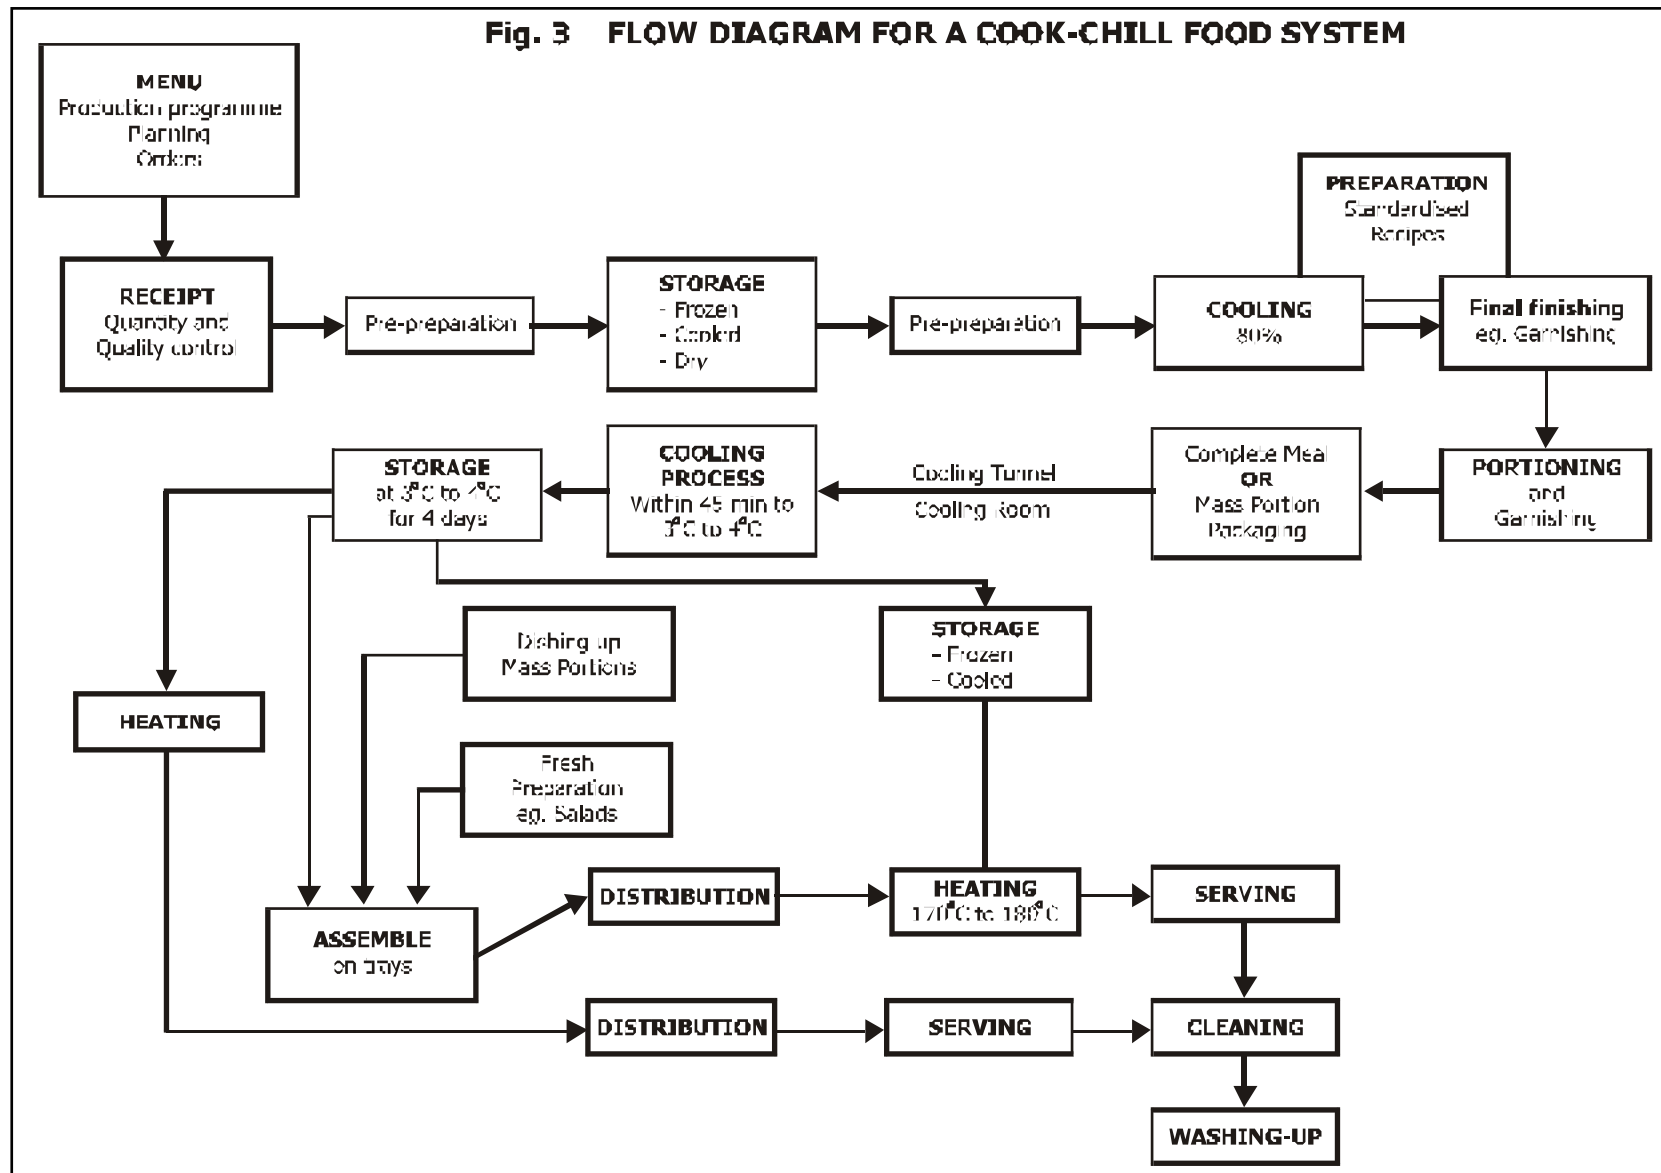 Fig. 3 FLOW DIAGRAM FOR A COOK-CHILL FOOD SYSTEM
MENU
Production programme
Planning
Orders
PREPARATION
Standardised
Recipes
RECEIPT
Quantity and
Quality control
Pre-preparation
STORAGE
- Frozen
- Cooled
- Dry
Pre-preparation
COOLING
80%
Final finishing
eg. Garnishing
STORAGE
at 3°C to 4°C
for 4 days
COOLING
PROCESS
Within 45 min to
3°C to 4°C
Cooling Tunnel
Cooling Room
Complete Meal
OR
Mass Portion
Packaging
PORTIONING
and
Garnishing
Dishing up
Mass Portions
STORAGE
- Frozen
- Cooled
HEATING
Fresh
Preparation
eg. Salads
ASSEMBLE
on trays
DISTRIBUTION
HEATING
170°C to 180°C
SERVING
DISTRIBUTION
SERVING
CLEANING
WASHING-UP